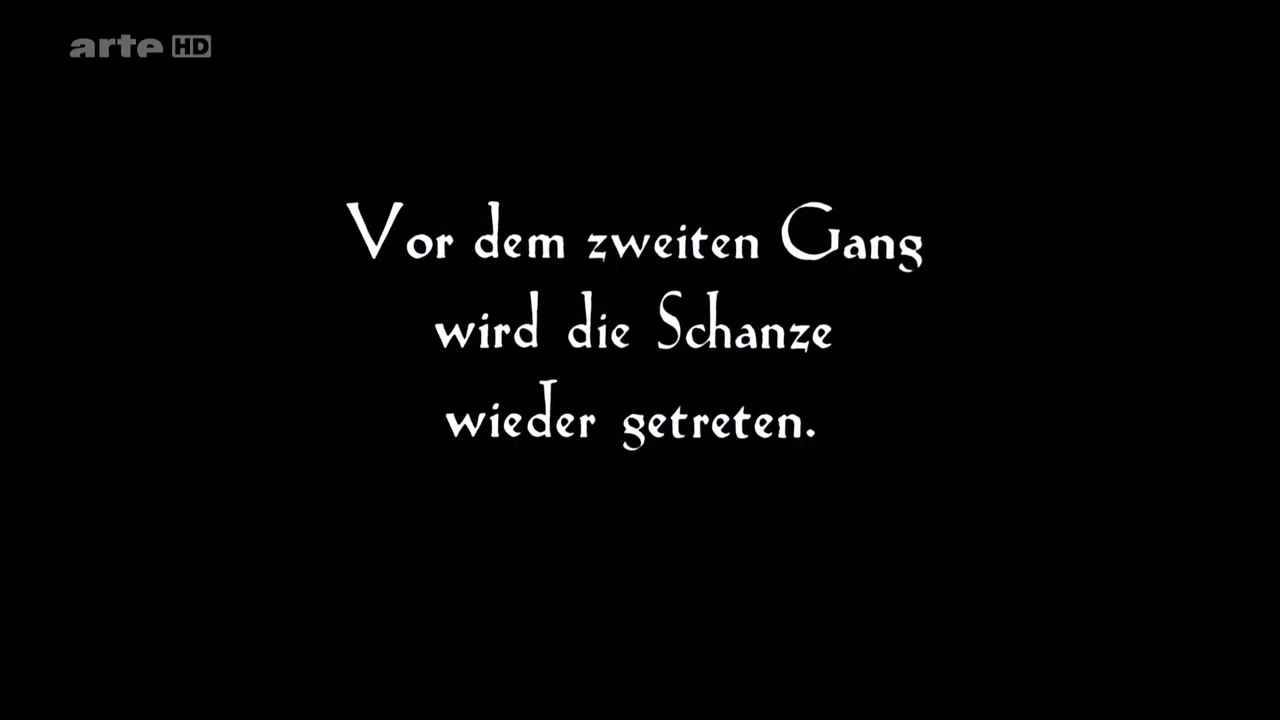 arte HD
Vor dem zweiten Gang
wird die Schanze
wieder getreten.